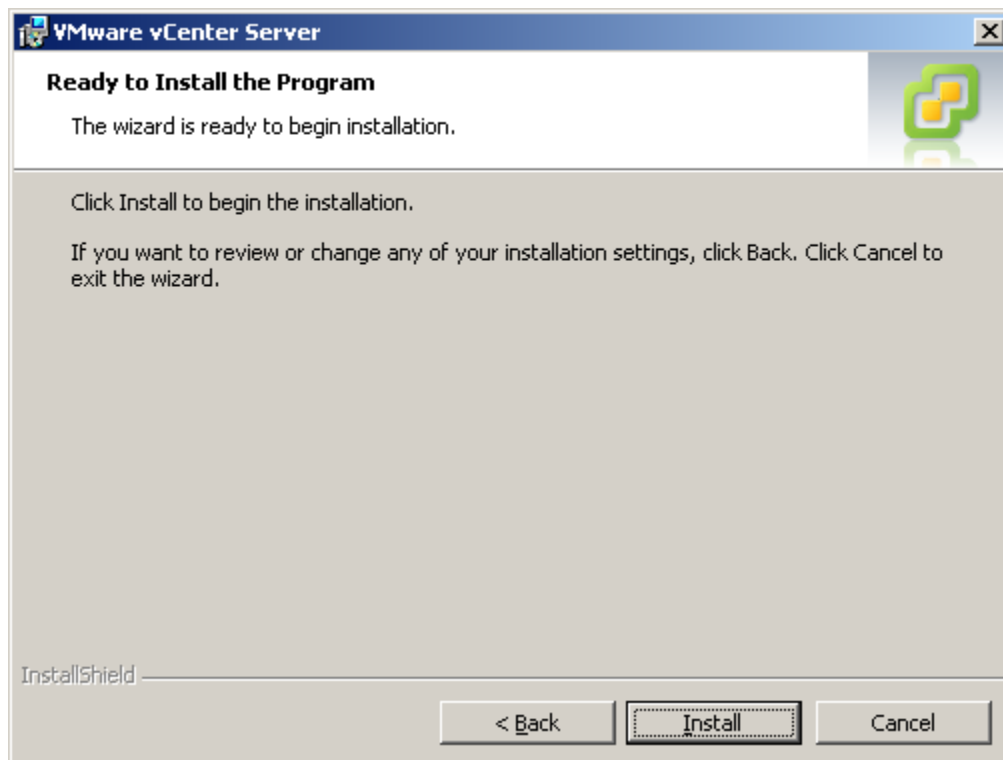 VMware vCenter Server
Ready to Install the Program
The wizard is ready to begin installation.
Click Install to begin the installation.
If you want to review or change any of your installation settings, click Back. Click Cancel to
exit the wizard.
InstallShield
< Back
Install
Cancel